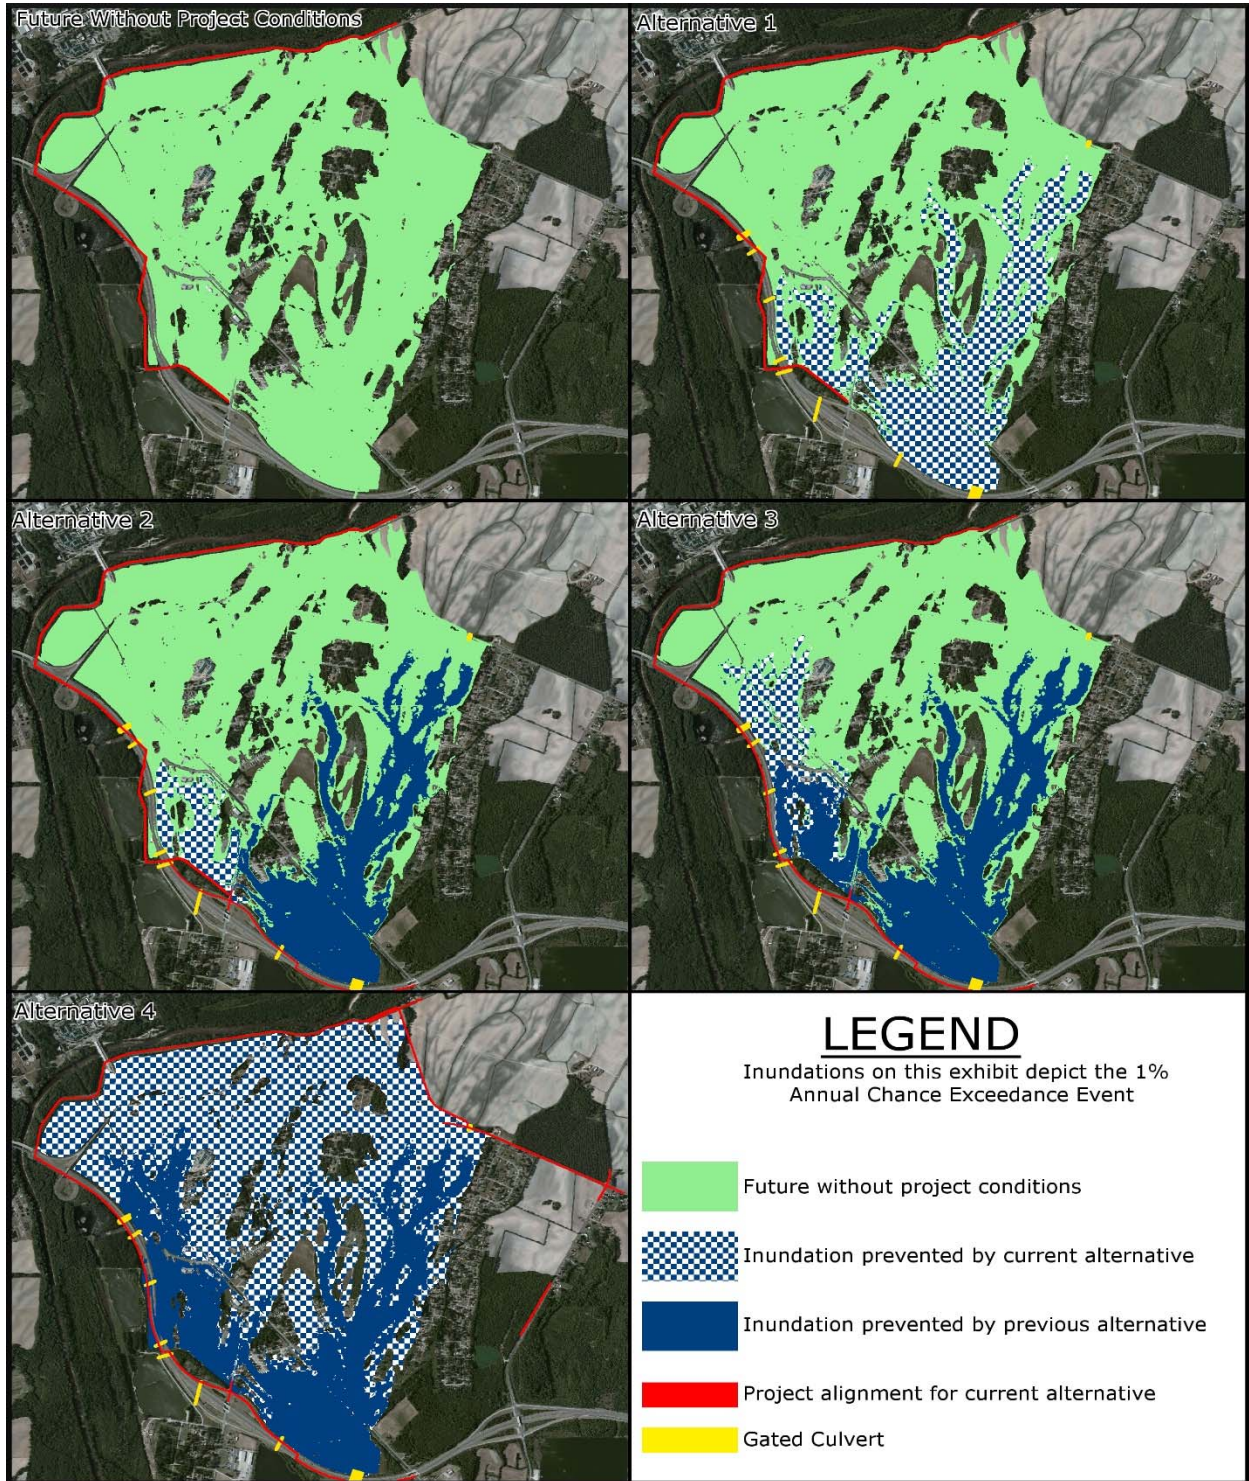 Future Without Project Conditions
Alternative 1
Alternative 2
Alternative 3
Alternative 4
LEGEND
Inundations on this exhibit depict the 1%
Annual Chance Exceedance Event
Future without project conditions
Inundation prevented by current alternative
Inundation prevented by previous alternative
Project alignment for current alternative
Gated Culvert